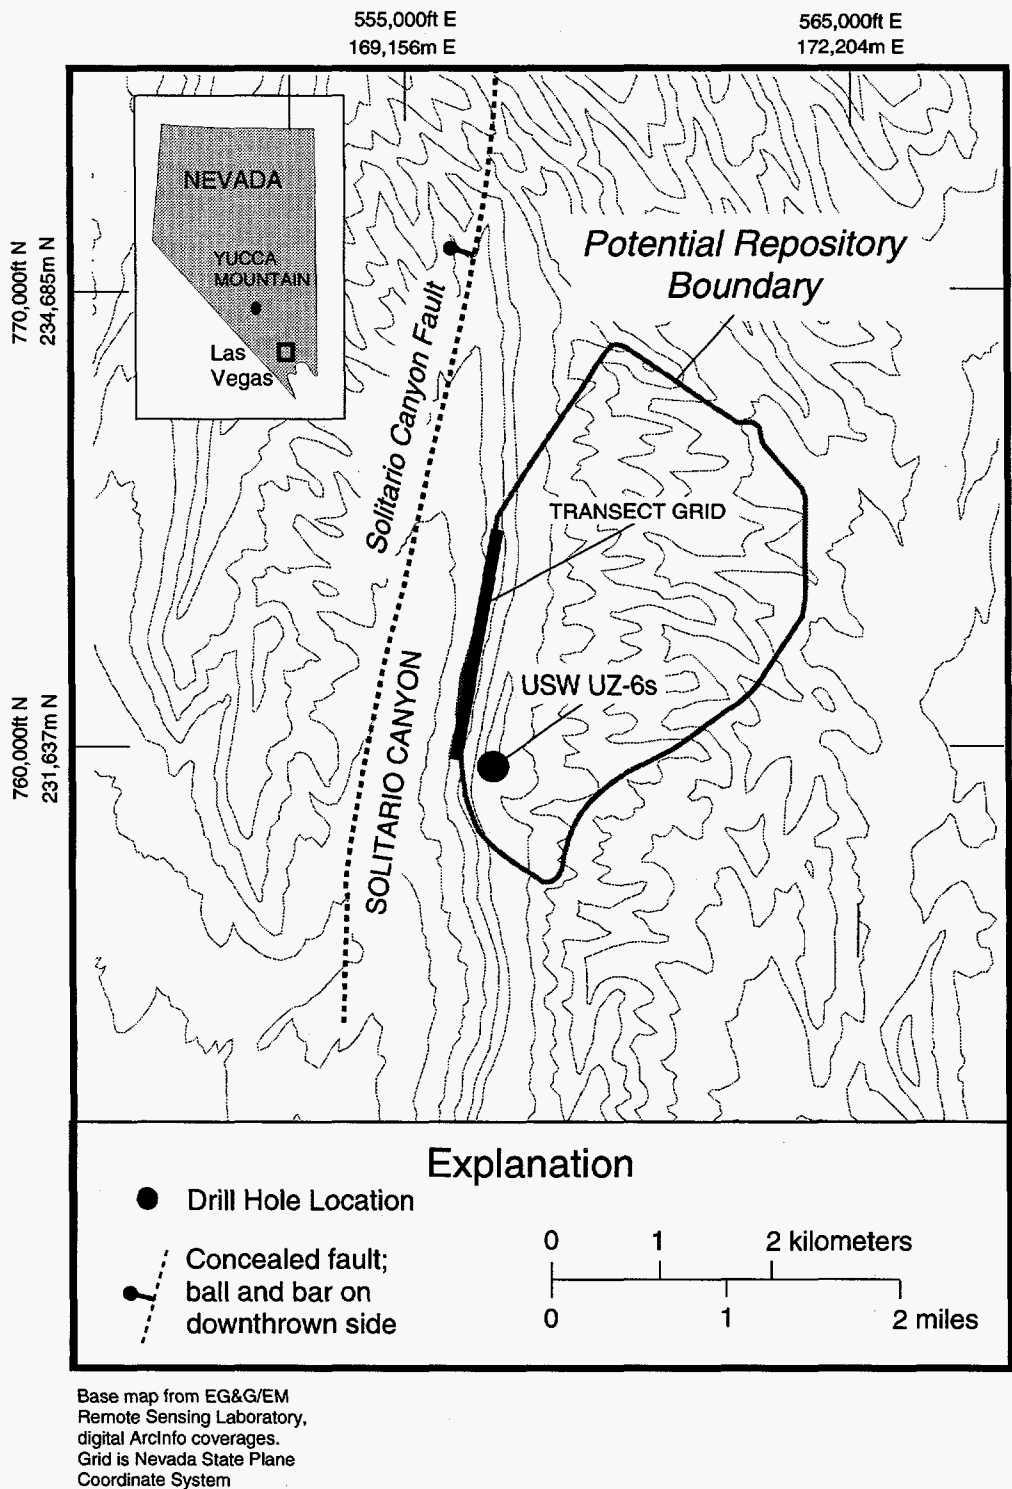 555,000ft E
169,156m E
565,000ft E
172,204m E
770,000ft N
234,685m N
760,000ft N
231,637m N
NEVADA
YUCCA
MOUNTAIN
Las
Vegas
Solitario Canyon Fault
SOLITARIO CANYON
Potential Repository
Boundary
TRANSECT GRID
USW UZ-6s
Explanation
Drill Hole Location
Concealed fault;
ball and bar on
downthrown side
0 1 2 kilometers
0 1 2 miles
Base map from EG&G/EM
Remote Sensing Laboratory,
digital ArcInfo coverages.
Grid is Nevada State Plane
Coordinate System